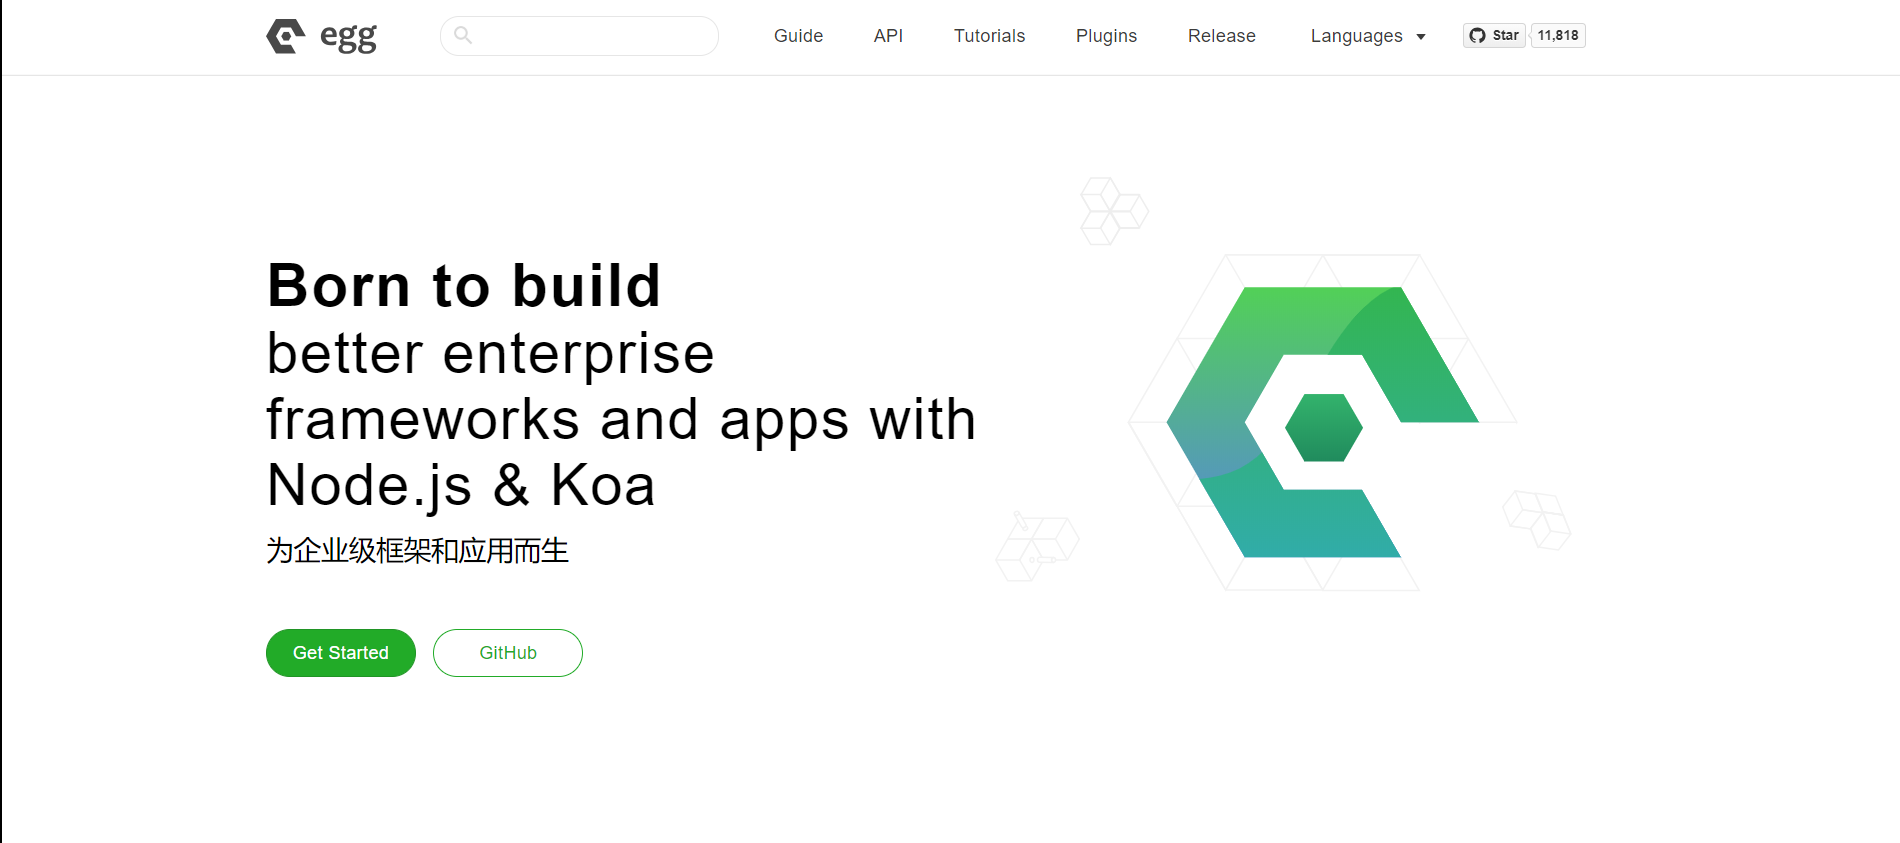 egg
Guide
API
Tutorials
Plugins
Release
Languages
Star
11,818
Born to build
better enterprise
frameworks and apps with
Node.js & Koa
为企业级框架和应用而生
Get Started
GitHub